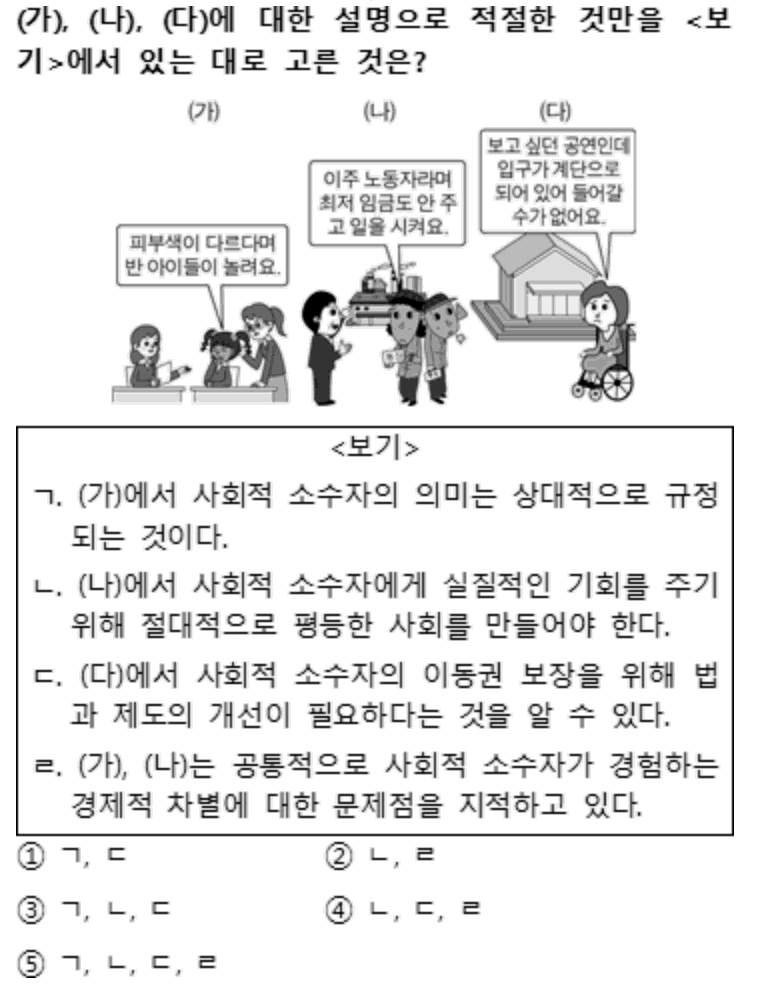 (가), (나), (다)에 대한 설명으로 적절한 것만을 <보
기>에서 있는 대로 고른 것은?
(가)
(나)
(다)
피부색이 다르다며
반 아이들이 놀려요.
이주 노동자라며
최저 임금도 안 주
고 일을 시켜요.
보고 싶던 공연인데
입구가 계단으로
되어 있어 들어갈
수가 없어요.
<보기>
ㄱ. (가)에서 사회적 소수자의 의미는 상대적으로 규정
되는 것이다.
ㄴ. (나)에서 사회적 소수자에게 실질적인 기회를 주기
위해 절대적으로 평등한 사회를 만들어야 한다.
ㄷ. (다)에서 사회적 소수자의 이동권 보장을 위해 법
과 제도의 개선이 필요하다는 것을 알 수 있다.
ㄹ. (가), (나)는 공통적으로 사회적 소수자가 경험하는
경제적 차별에 대한 문제점을 지적하고 있다.
① ㄱ, ㄷ
② ㄴ, ㄹ
③ ㄱ, ㄴ, ㄷ
④ ㄴ, ㄷ, ㄹ
⑤ ㄱ, ㄴ, ㄷ, ㄹ